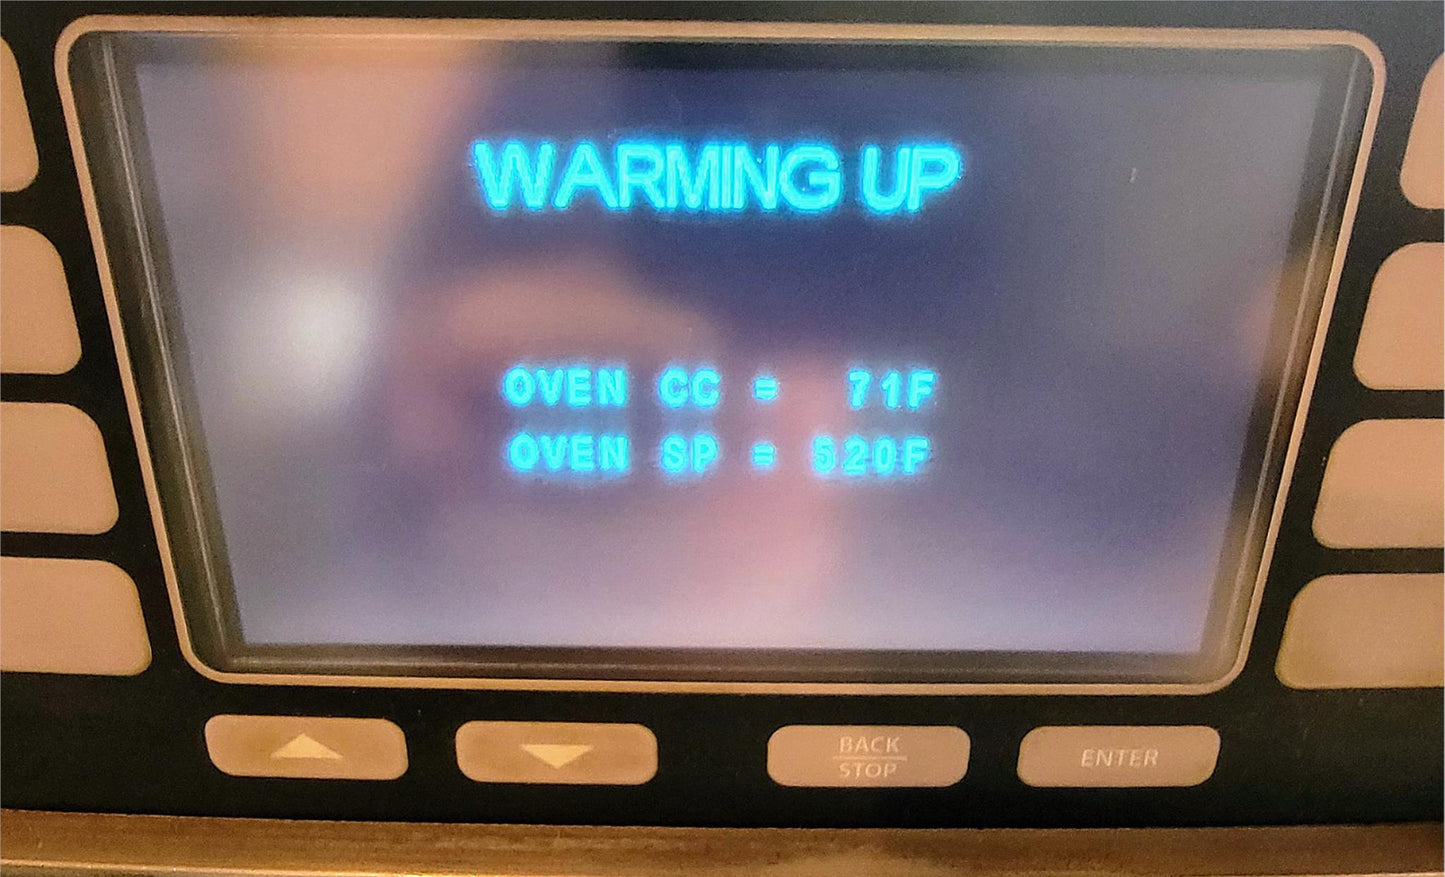 WARMING UP
OVEN CC = 71F
OVEN SP = 520F
BACK
STOP
ENTER